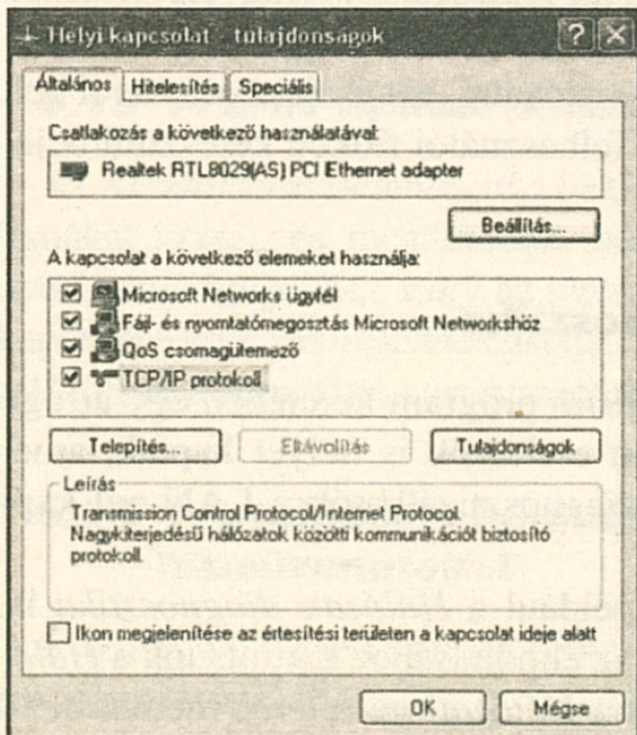 Helyi kapcsolat - tulajdonságok
Általános Hitelesítés Speciális
Csatlakozás a következő használatával:
Realtek RTL8029(AS) PCI Ethernet adapter
Beállítás...
A kapcsolat a következő elemeket használja:
Microsoft Networks ügyfél
Fájl- és nyomtatómegosztás Microsoft Networkshöz
QoS csomagütemező
TCP/IP protokoll
Telepítés... Eltávolítás Tulajdonságok
Leírás
Transmission Control Protocol/Internet Protocol.
Nagykiterjedésű hálózatok közötti kommunikációt biztosító
protokoll.
Ikon megjelenítése az értesítési területen a kapcsolat ideje alatt
OK Mégse